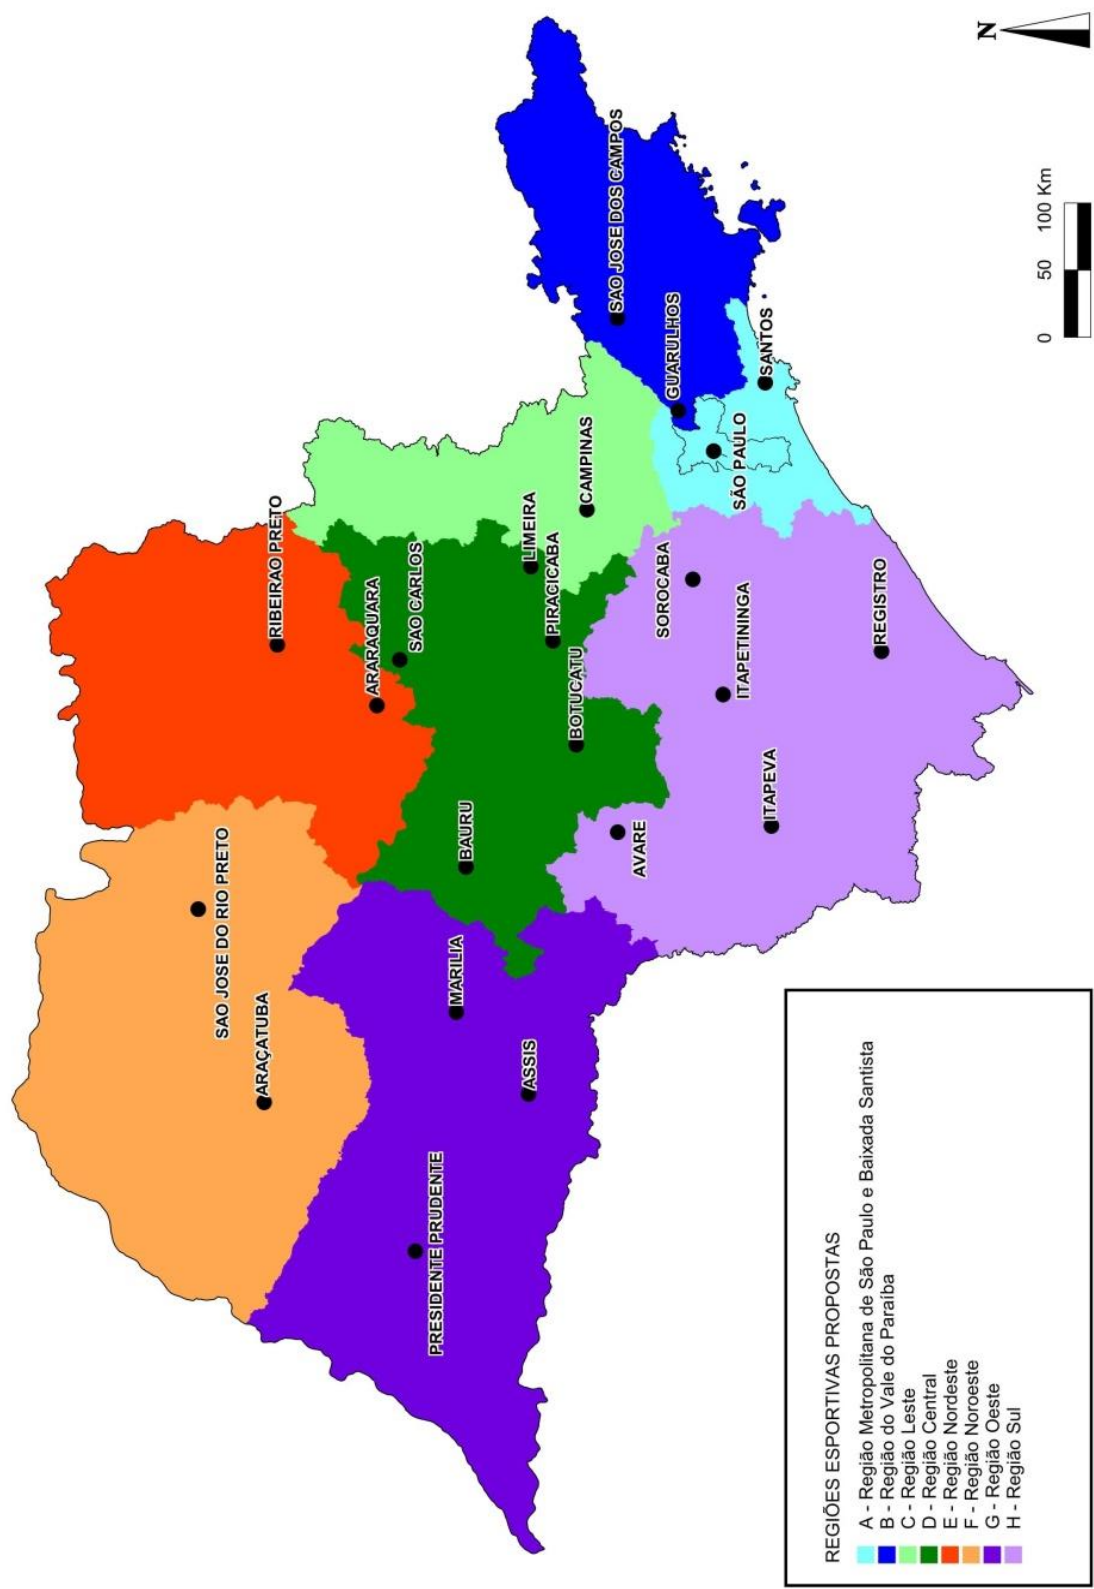 N
SAO JOSE DO RIO PRETO
ARAÇATUBA
RIBEIRAO PRETO
ARARAQUARA
SAO CARLOS
PRESIDENTE PRUDENTE
MARILIA
BAURU
ASSIS
LIMEIRA
PIRACICABA
BOTUCATU
CAMPINAS
SAO JOSE DOS CAMPOS
AVARE
SOROCABA
GUARULHOS
ITAPETININGA
SÃO PAULO
ITAPEVA
SANTOS
REGISTRO
0 50 100 Km
REGIÕES ESPORTIVAS PROPOSTAS
A - Região Metropolitana de São Paulo e Baixada Santista
B - Região do Vale do Paraiba
C - Região Leste
D - Região Central
E - Região Nordeste
F - Região Noroeste
G - Região Oeste
H - Região Sul